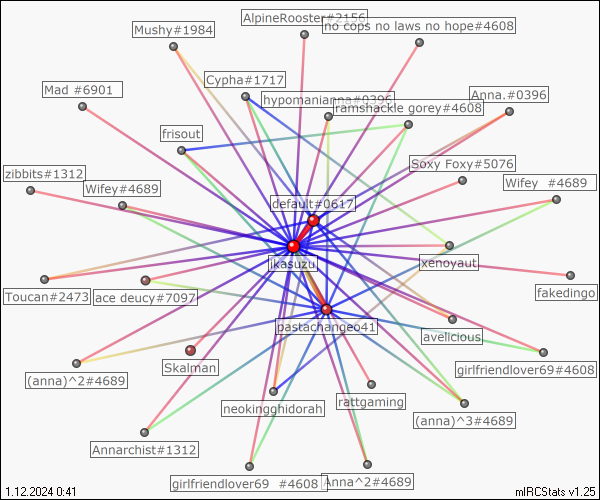 AlpineRooster#2156
no cops no laws no hope#4608
Mushy#1984
Cypha#1717
Mad #6901
hypomanianna#0396
Anna.#0396
ramshackle gorey#4608
frisout
zibbits#1312
Soxy Foxy#5076
Wifey#4689
Wifey #4689
default#0617
ikasuzu
xenoyaut
Toucan#2473
ace deucy#7097
fakedingo
pastachangeo41
avelicious
Skalman
girlfriendlover69#4608
(anna)^2#4689
rattgaming
neokingghidorah
(anna)^3#4689
Annarchist#1312
girlfriendlover69 #4608
Anna^2#4689
1.12.2024 0:41
mIRCStats v1.25